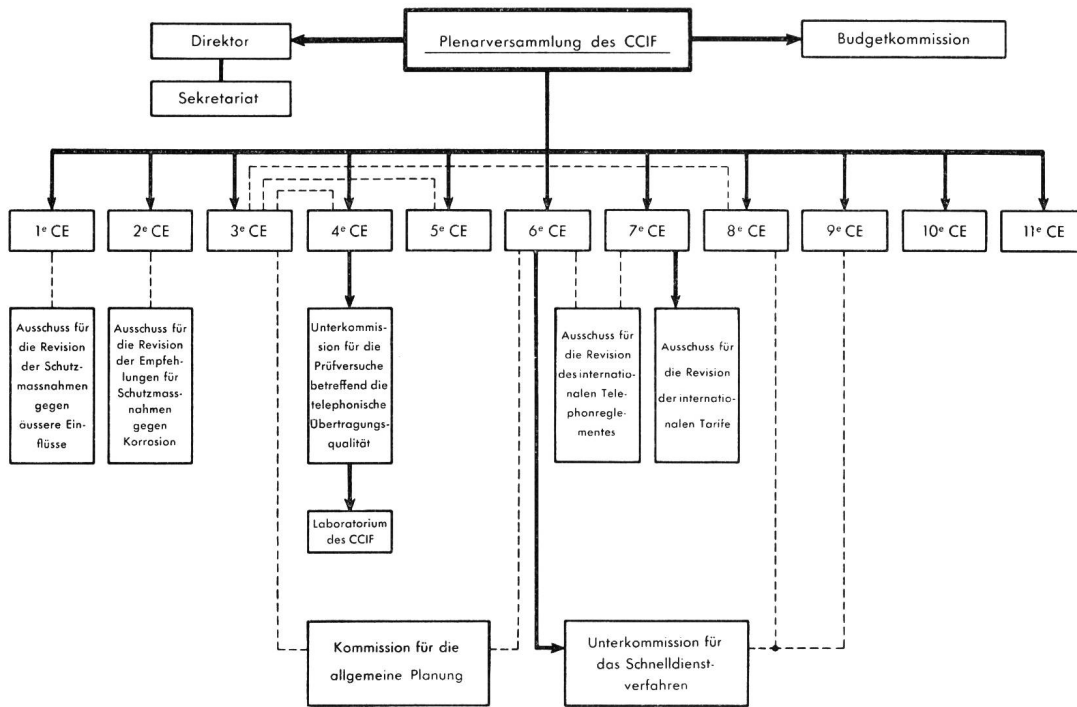 Direktor
Plenarversammlung des CCIF
Budgetkommission
Sekretariat
1e CE
2e CE
3e CE
4e CE
5e CE
6e CE
7e CE
8e CE
9e CE
10e CE
11e CE
Ausschuss für
die Revision
der Schutz-
massnahmen
gegen
äussere Ein-
flüsse
Ausschuss für
die Revision
der Empfeh-
lungen für
Schutzmass-
nahmen
gegen
Korrosion
Unterkommis-
sion für die
Prüfversuche
betreffend die
telephonische
Übertragungs-
qualität
Ausschuss für
die Revision
des internatio-
nalen Tele-
phonregle-
mentes
Ausschuss für
die Revision
der internatio-
nalen Tarife
Laboratorium
des CCIF
Kommission für die
allgemeine Planung
Unterkommission für
das Schnelldienst-
verfahren